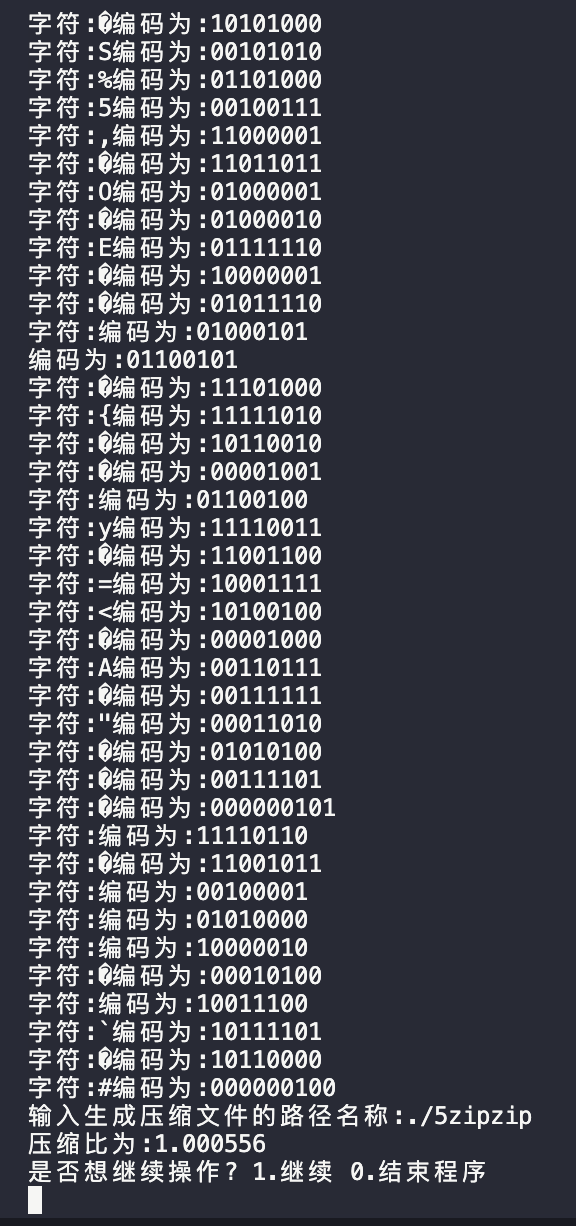 字符:�编码为:10101000
字符:S编码为:00101010
字符:%编码为:01101000
字符:5编码为:00100111
字符:,编码为:11000001
字符:�编码为:11011011
字符:O编码为:01000001
字符:�编码为:01000010
字符:E编码为:01111110
字符:�编码为:10000001
字符:�编码为:01011110
字符:编码为:01000101
编码为:01100101
字符:�编码为:11101000
字符:{编码为:11111010
字符:�编码为:10110010
字符:�编码为:00001001
字符:编码为:01100100
字符:y编码为:11110011
字符:�编码为:11001100
字符:=编码为:10001111
字符:<编码为:10100100
字符:�编码为:00001000
字符:A编码为:00110111
字符:�编码为:00111111
字符:"编码为:00011010
字符:�编码为:01010100
字符:�编码为:00111101
字符:�编码为:000000101
字符:编码为:11110110
字符:�编码为:11001011
字符:编码为:00100001
字符:编码为:01010000
字符:编码为:10000010
字符:�编码为:00010100
字符:编码为:10011100
字符:`编码为:10111101
字符:�编码为:10110000
字符:#编码为:000000100
输入生成压缩文件的路径名称:./5zipzip
压缩比为:1.000556
是否想继续操作? 1.继续 0.结束程序